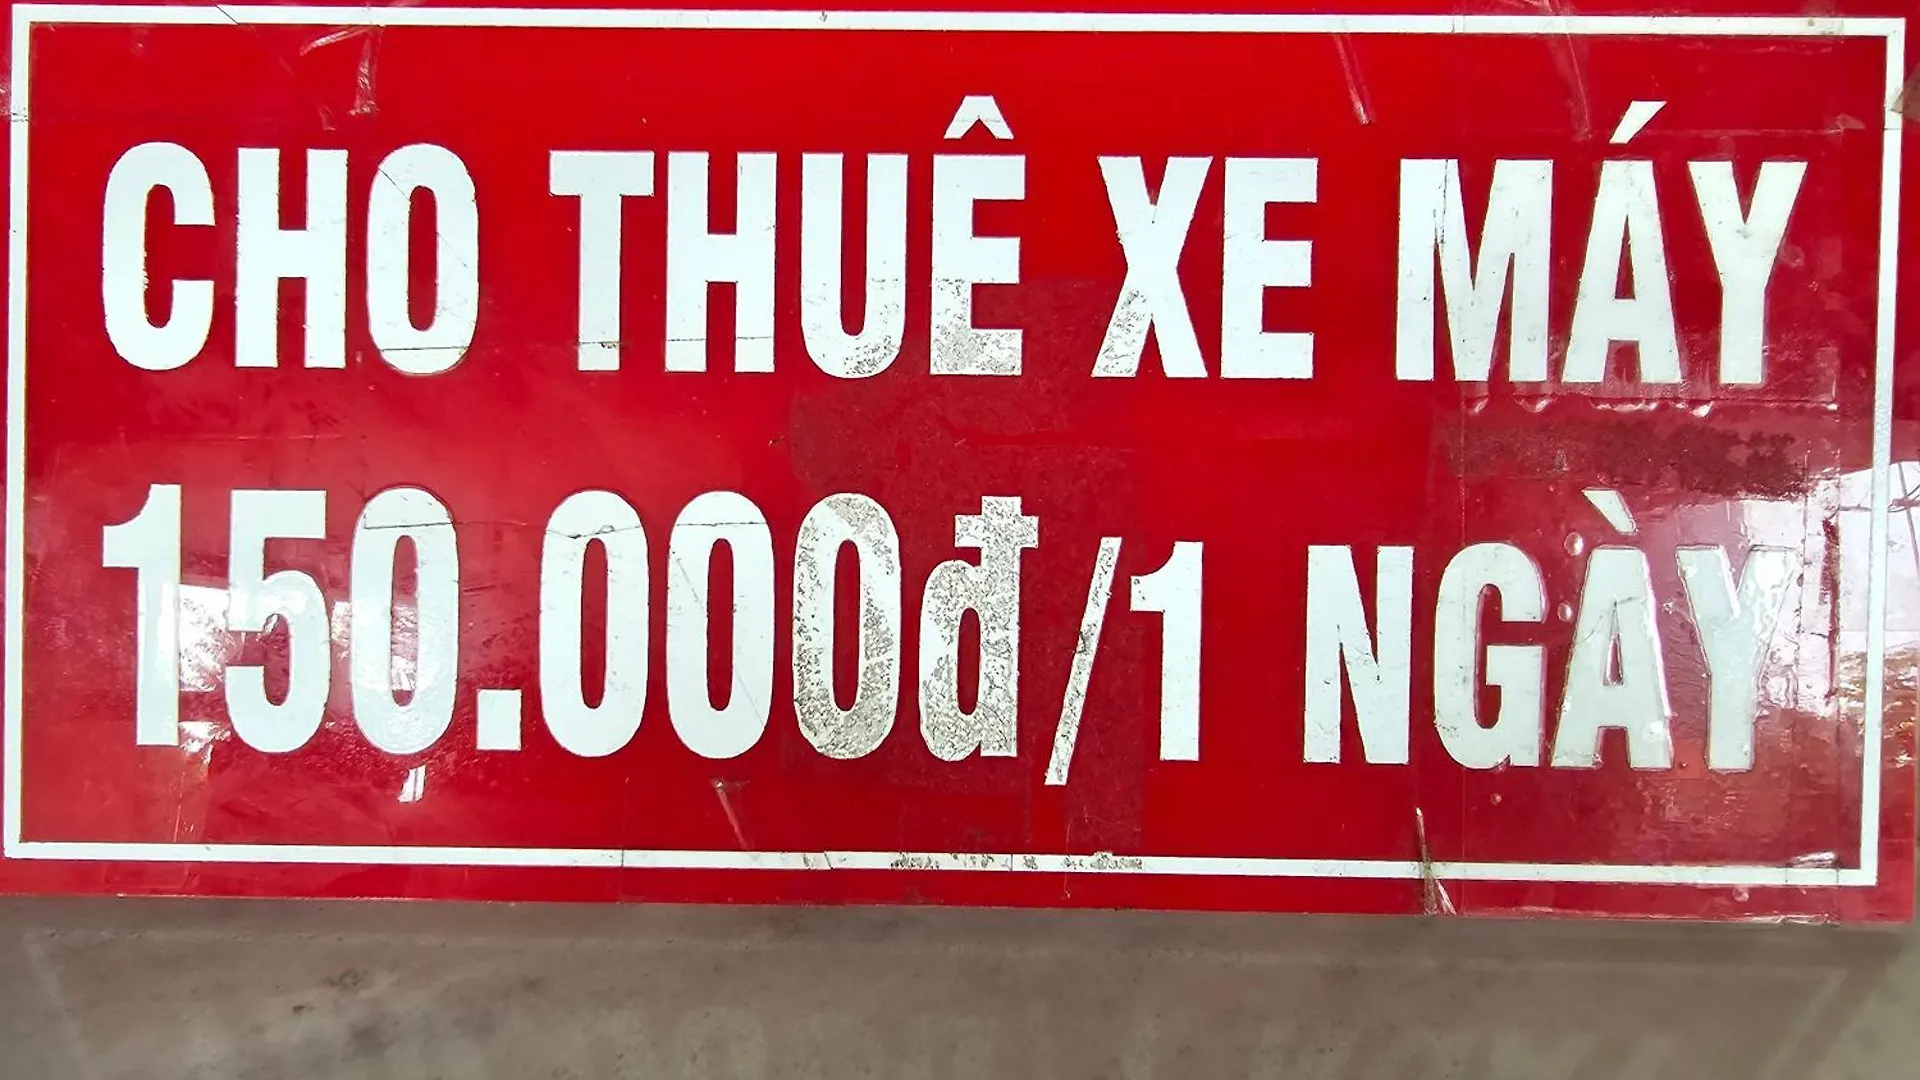 CHO THUÊ XE MÁY
150.000đ/1 NGÀY